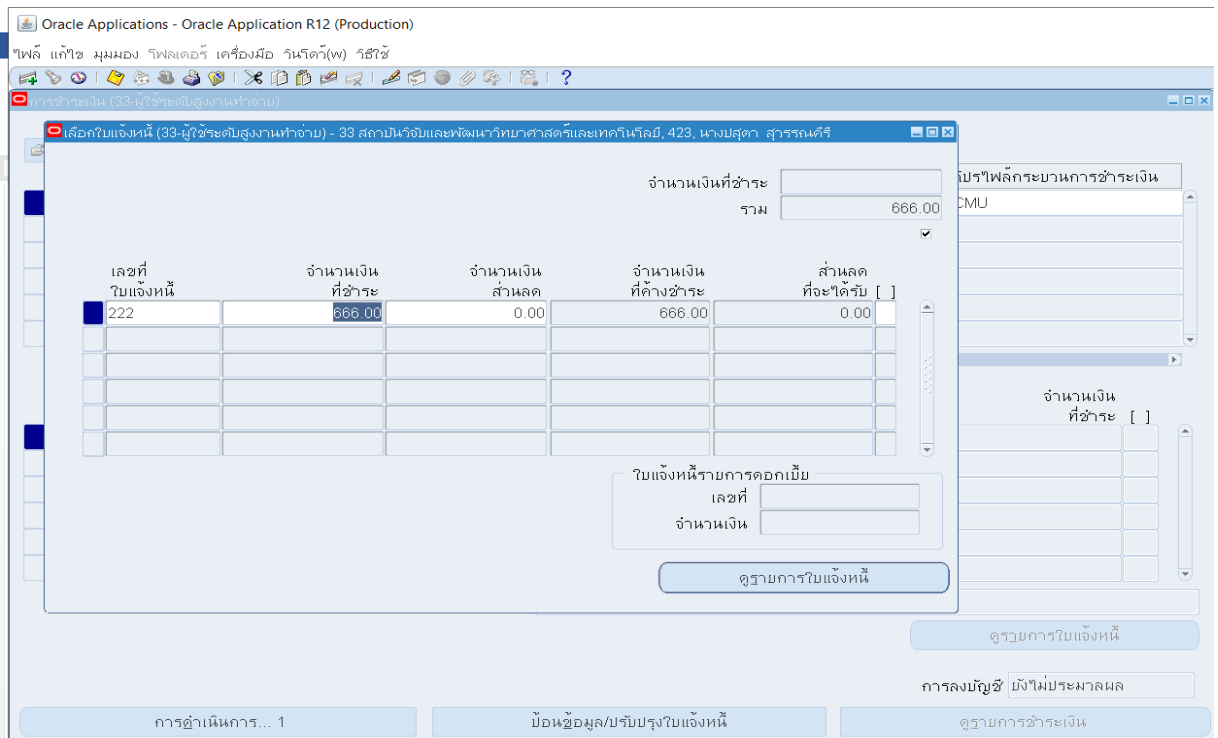 Oracle Applications - Oracle Application R12 (Production)
ไฟล์ แก้ไข มุมมอง โฟลเดอร์ เครื่องมือ วินโดว์(w) วิธีใช้
การชำระเงิน (33-ผู้ใช้ระดับสูงงานทำจ่าย)
เลือกใบแจ้งหนี้ (33-ผู้ใช้ระดับสูงงานทำจ่าย) - 33 สถาบันวิจัยและพัฒนาวิทยาศาสตร์และเทคโนโลยี, 423, นางปสุตา สุวรรณค์รี
จำนวนเงินที่ชำระ
รวม 666.00
โปรไฟล์กระบวนการชำระเงิน
CMU
เลขที่ใบแจ้งหนี้ จำนวนเงินที่ชำระ จำนวนเงินส่วนลด จำนวนเงินที่ค้างชำระ ส่วนลดที่จะได้รับ [ ]
222 666.00 0.00 666.00 0.00
จำนวนเงินที่ชำระ [ ]
ใบแจ้งหนี้รายการดอกเบี้ย
เลขที่
จำนวนเงิน
ดูรายการใบแจ้งหนี้
ดูรายการใบแจ้งหนี้
การลงบัญชี ยังไม่ประมวลผล
การดำเนินการ... 1 ป้อนข้อมูล/ปรับปรุงใบแจ้งหนี้ ดูรายการชำระเงิน